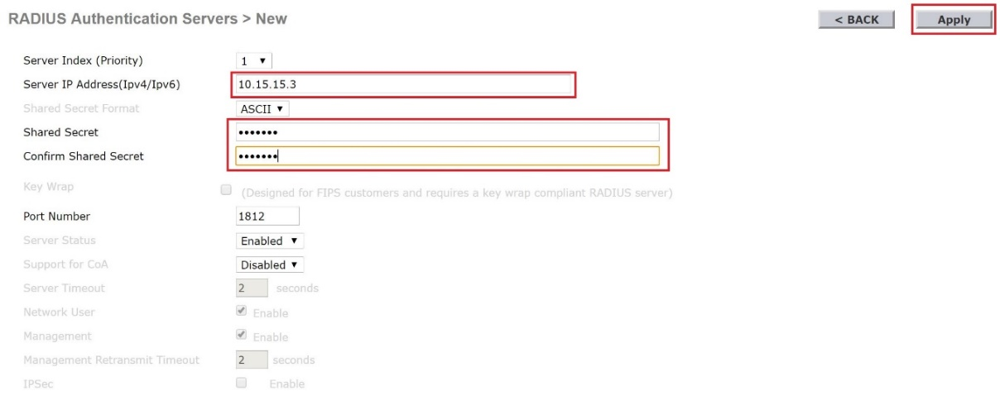 RADIUS Authentication Servers > New < BACK Apply
Server Index (Priority) 1
Server IP Address(Ipv4/Ipv6) 10.15.15.3
Shared Secret Format ASCII
Shared Secret •••••••
Confirm Shared Secret •••••••
Key Wrap (Designed for FIPS customers and requires a key wrap compliant RADIUS server)
Port Number 1812
Server Status Enabled
Support for CoA Disabled
Server Timeout 2 seconds
Network User Enable
Management Enable
Management Retransmit Timeout 2 seconds
IPSec Enable